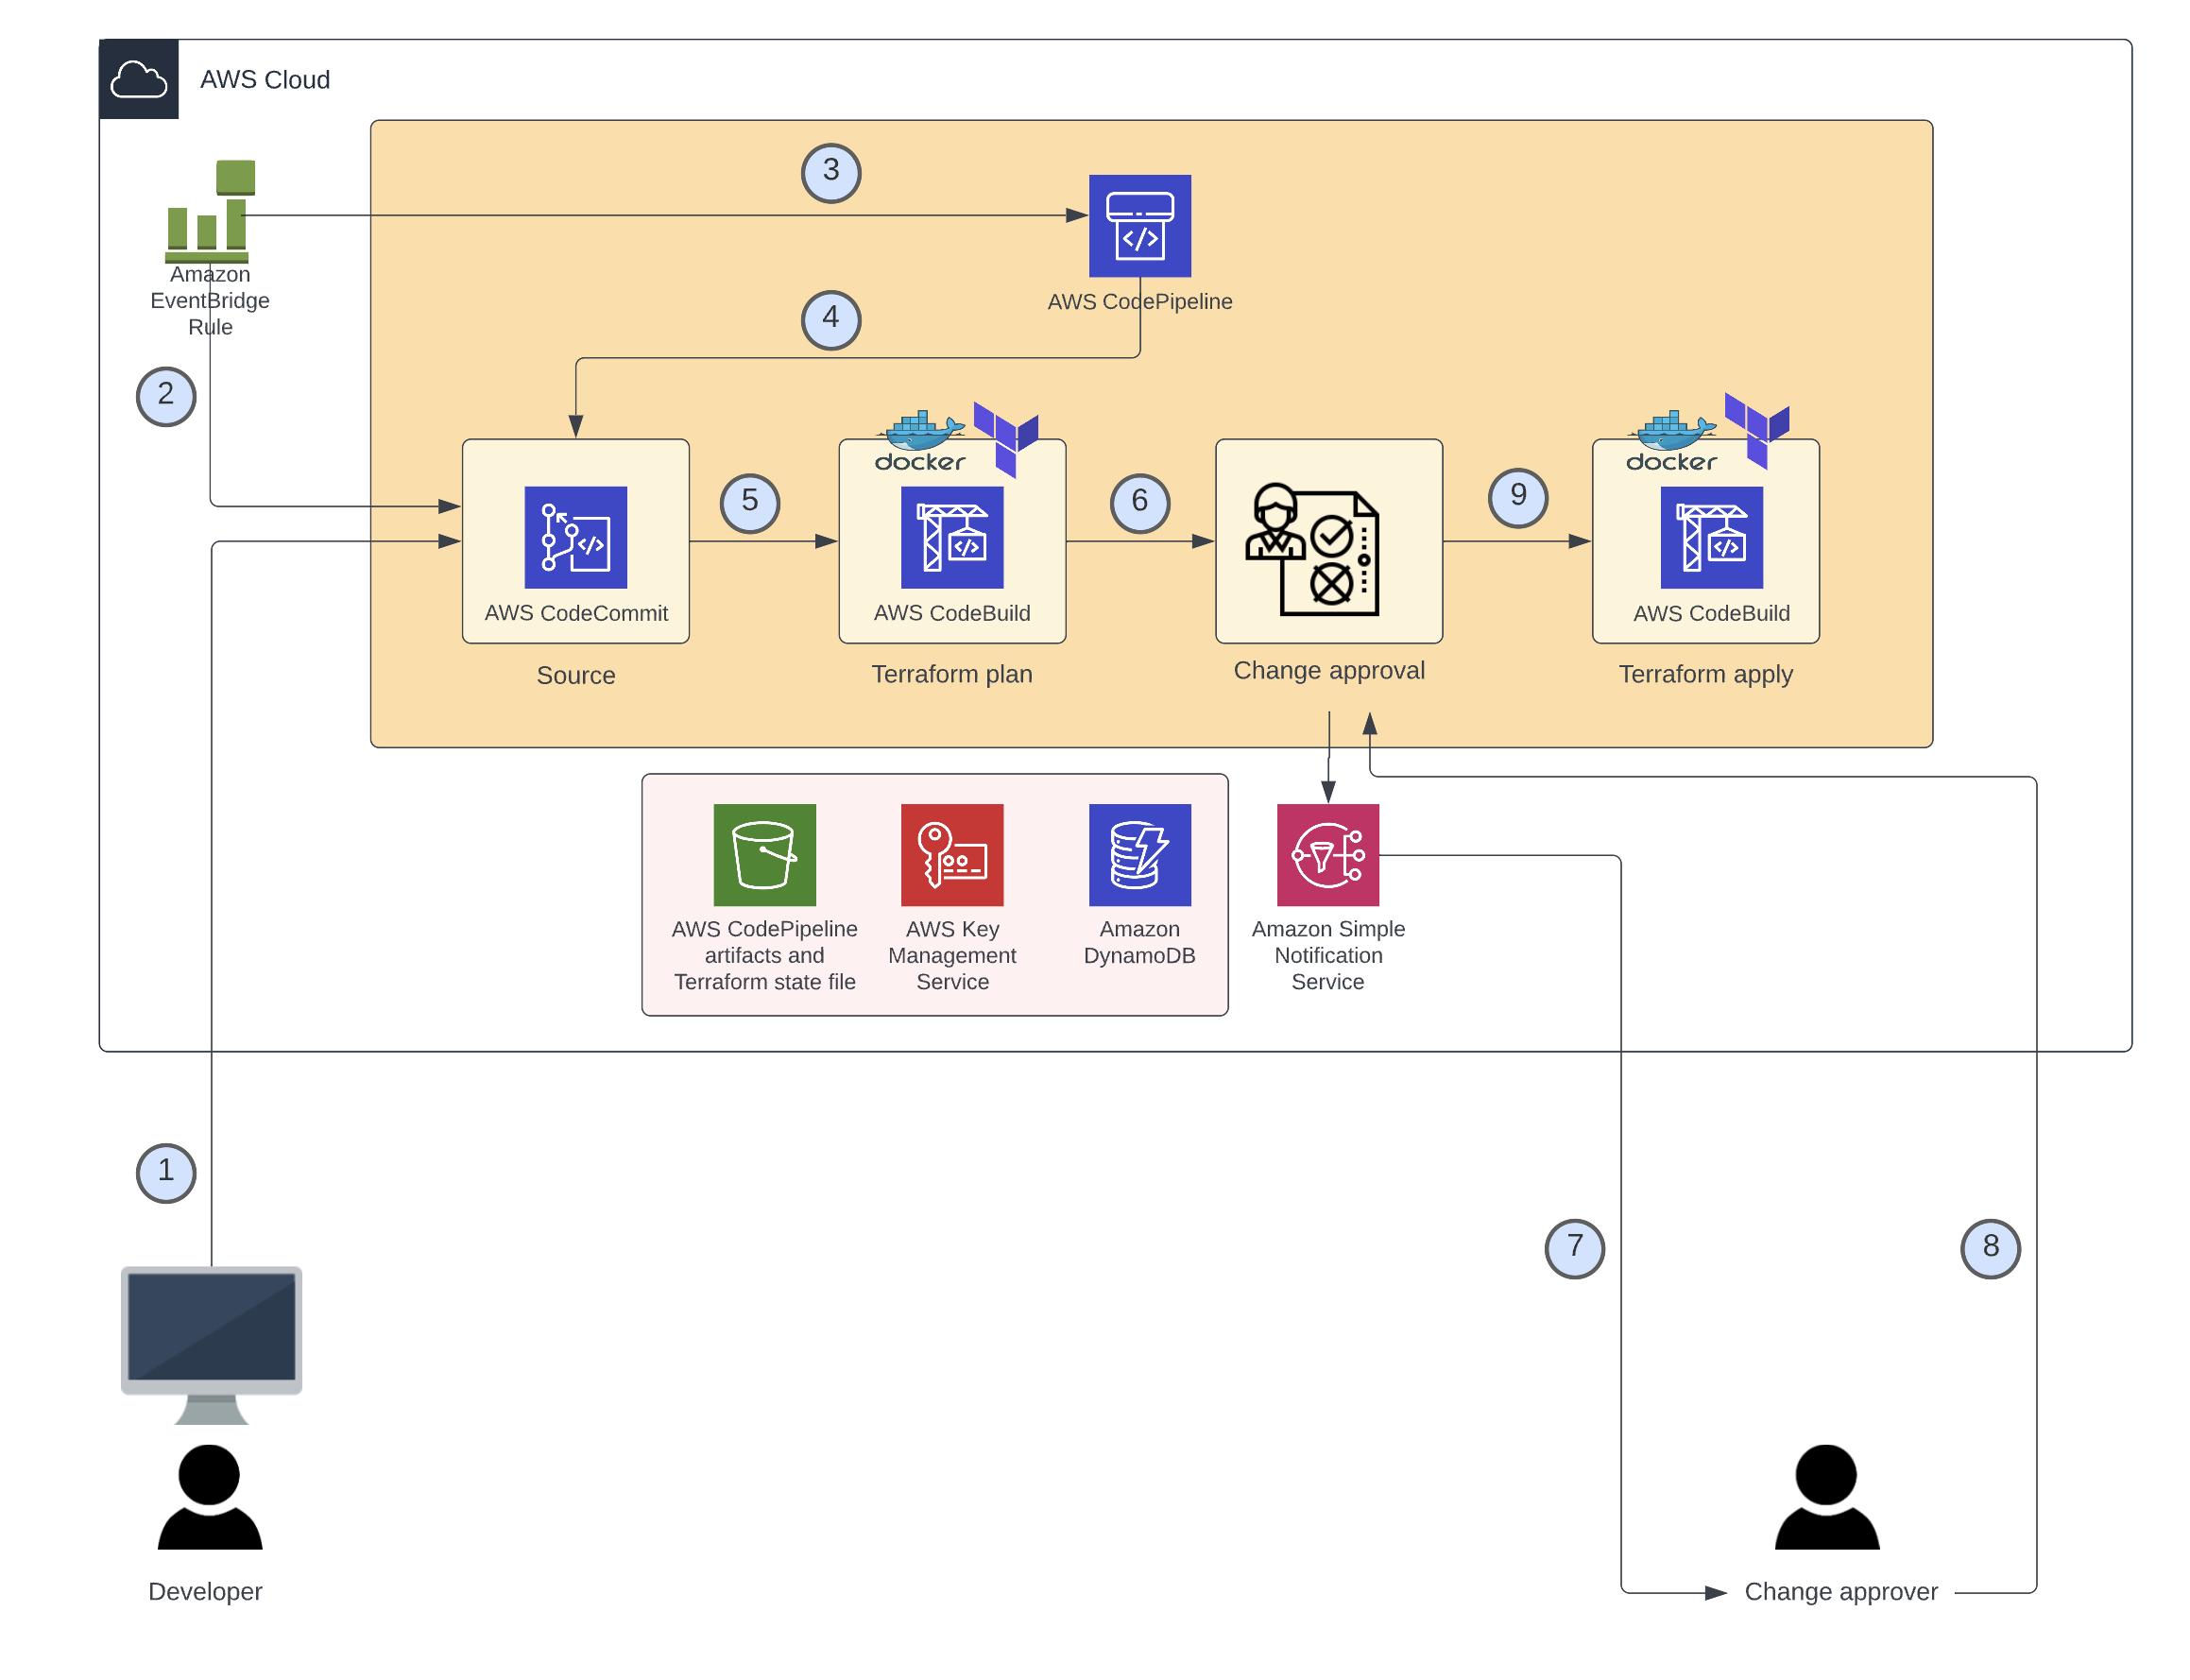 AWS Cloud
3
Amazon
EventBridge
Rule
AWS CodePipeline
4
2
docker
docker
5
6
9
AWS CodeCommit
AWS CodeBuild
AWS CodeBuild
Source
Terraform plan
Change approval
Terraform apply
AWS CodePipeline
artifacts and
Terraform state file
AWS Key
Management
Service
Amazon
DynamoDB
Amazon Simple
Notification
Service
1
7
8
Developer
Change approver